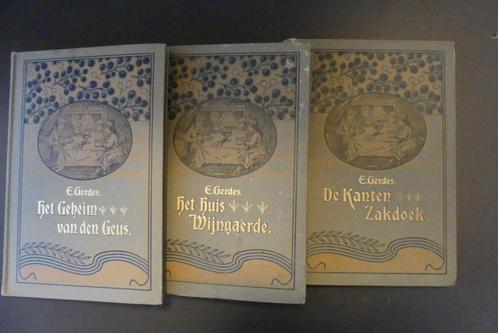 E. Gerdes.
Het Geheim
van den Geus.
E. Gerdes.
Het Huis
Wijngaerde.
E. Gerdes.
De Kanten
Zakdoek.